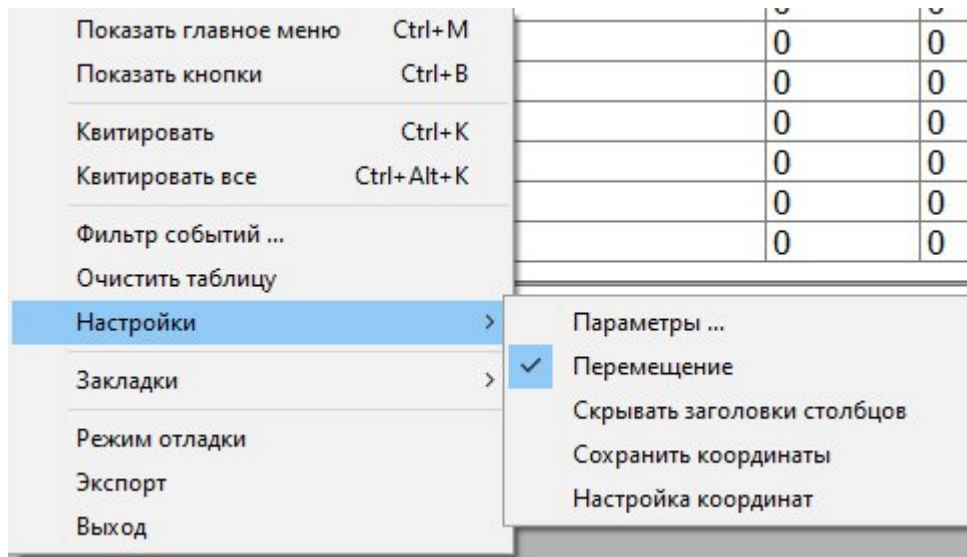 Показать главное меню Ctrl+M
Показать кнопки Ctrl+B
Квитировать Ctrl+K
Квитировать все Ctrl+Alt+K
Фильтр событий ...
Очистить таблицу
Настройки
Закладки
Режим отладки
Экспорт
Выход
Параметры ...
Перемещение
Скрывать заголовки столбцов
Сохранить координаты
Настройка координат
0 0
0 0
0 0
0 0
0 0
0 0